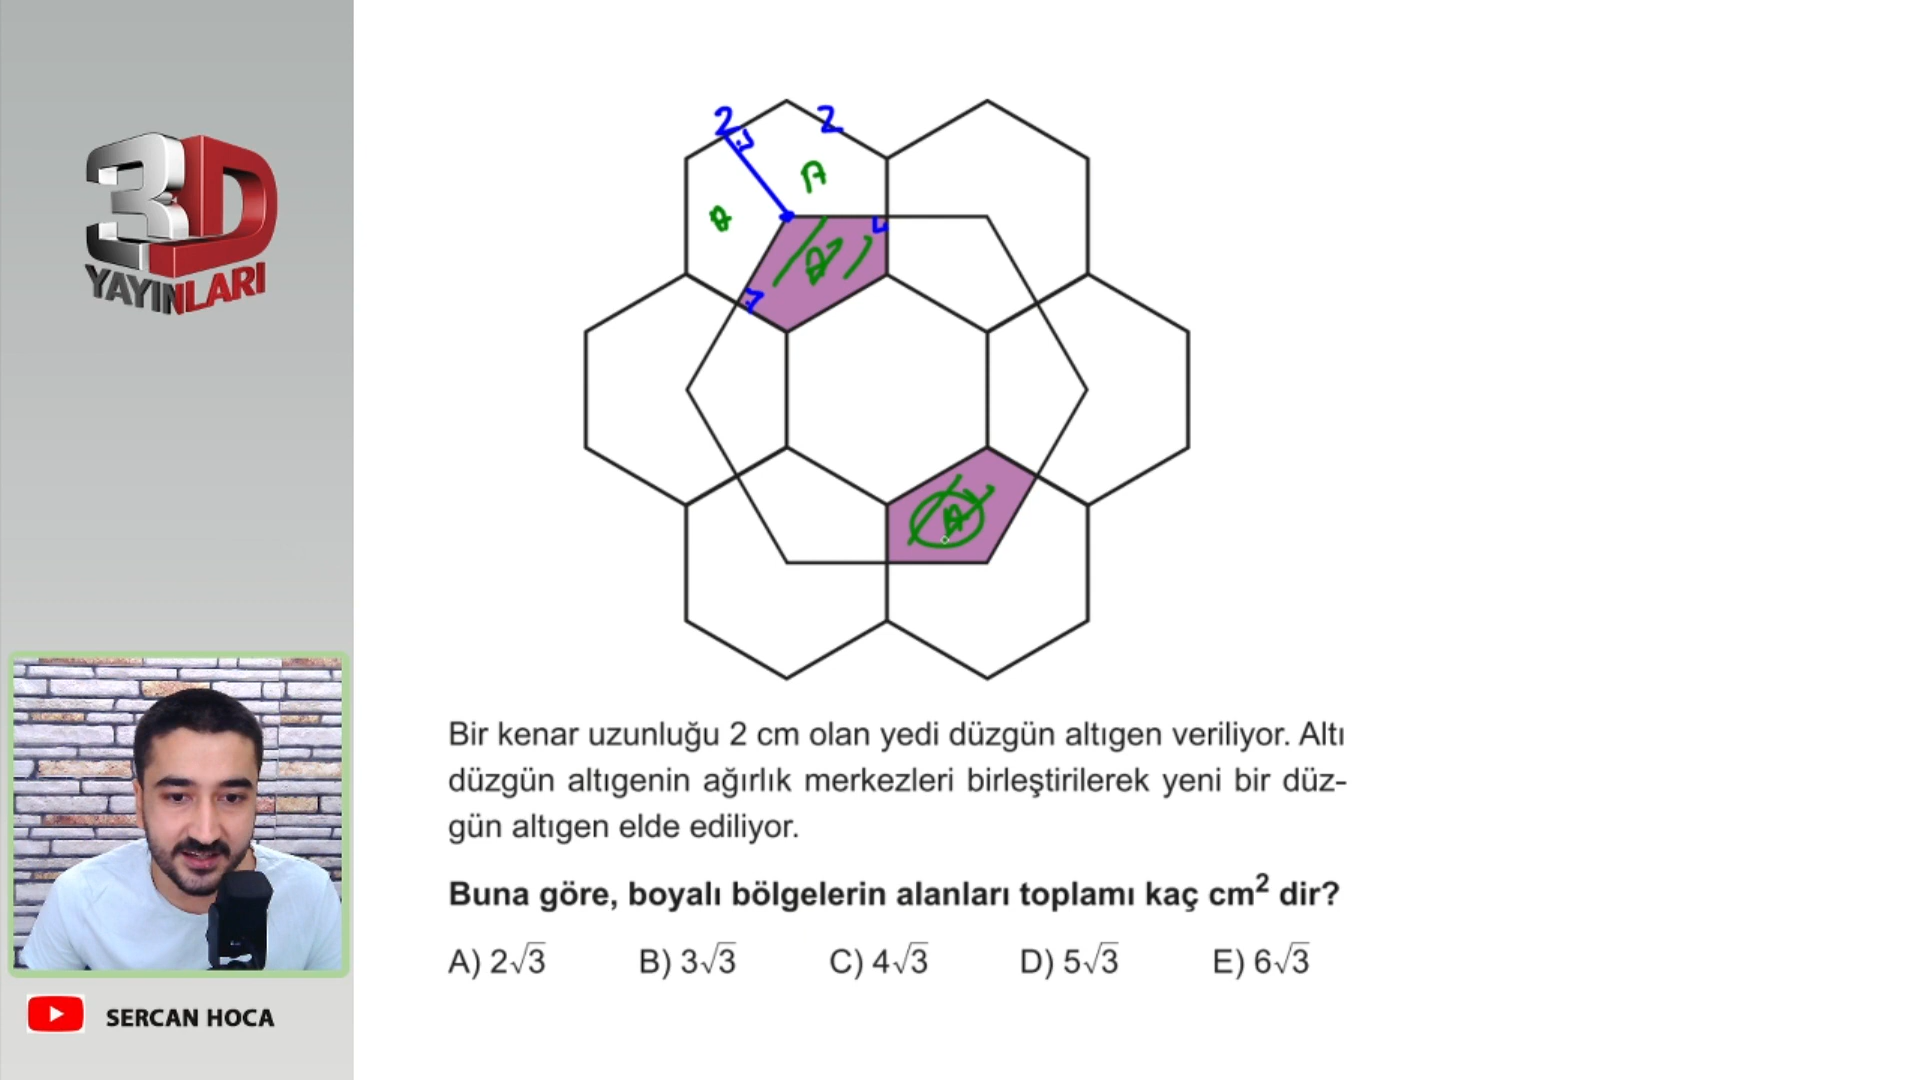 3D
YAYINLARI
2
2
A
A
A
A
Bir kenar uzunluğu 2 cm olan yedi düzgün altıgen veriliyor. Altı
düzgün altıgenin ağırlık merkezleri birleştirilerek yeni bir düz-
gün altıgen elde ediliyor.
Buna göre, boyalı bölgelerin alanları toplamı kaç cm² dir?
A) 2√3 B) 3√3 C) 4√3 D) 5√3 E) 6√3
SERCAN HOCA